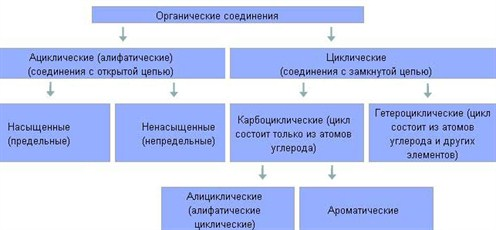 Органические соединения
Ациклические (алифатические)
(соединения с открытой цепью)
Циклические
(соединения с замкнутой цепью)
Насыщенные
(предельные)
Ненасыщенные
(непредельные)
Карбоциклические (цикл
состоит только из атомов
углерода)
Гетероциклические (цикл
состоит из атомов
углерода и других
элементов)
Алициклические
(алифатические
циклические)
Ароматические